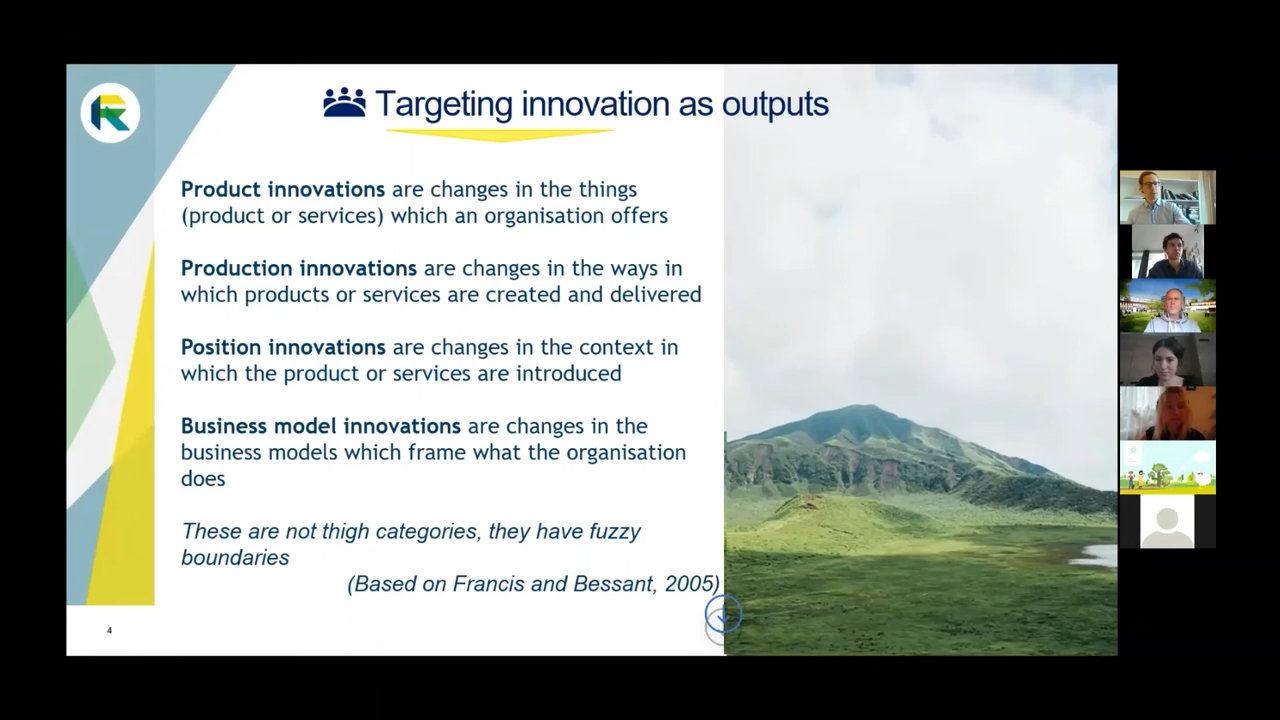 Targeting innovation as outputs
Product innovations are changes in the things
(product or services) which an organisation offers
Production innovations are changes in the ways in
which products or services are created and delivered
Position innovations are changes in the context in
which the product or services are introduced
Business model innovations are changes in the
business models which frame what the organisation
does
These are not thigh categories, they have fuzzy
boundaries
(Based on Francis and Bessant, 2005)
4